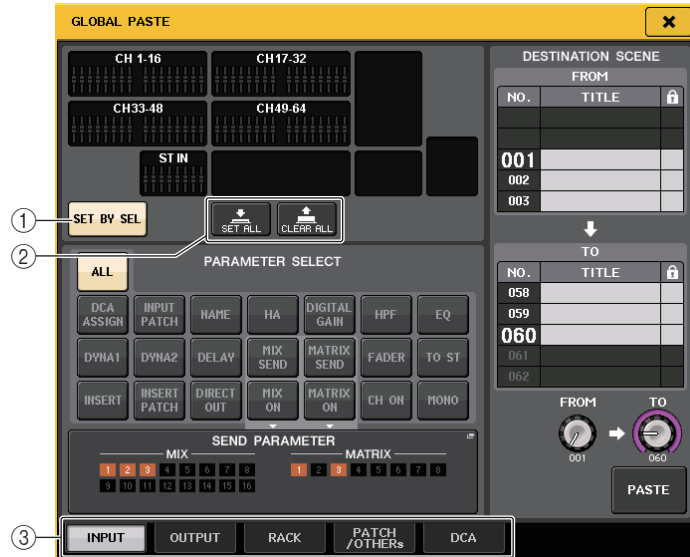 GLOBAL PASTE
CH 1-16
CH17-32
CH33-48
CH49-64
ST IN
① SET BY SEL
② SET ALL
CLEAR ALL
PARAMETER SELECT
ALL
DCA ASSIGN
INPUT PATCH
NAME
HA
DIGITAL GAIN
HPF
EQ
DYNA1
DYNA2
DELAY
MIX SEND
MATRIX SEND
FADER
TO ST
INSERT
INSERT PATCH
DIRECT OUT
MIX ON
MATRIX ON
CH ON
MONO
SEND PARAMETER
MIX
MATRIX
1 2 3 4 5 6 7 8
1 2 3 4 5 6 7 8
9 10 11 12 13 14 15 16
③ INPUT
OUTPUT
RACK
PATCH /OTHERs
DCA
DESTINATION SCENE
FROM
NO. TITLE
001
002
003
TO
NO. TITLE
058
059
060
061
062
FROM
TO
001
060
PASTE